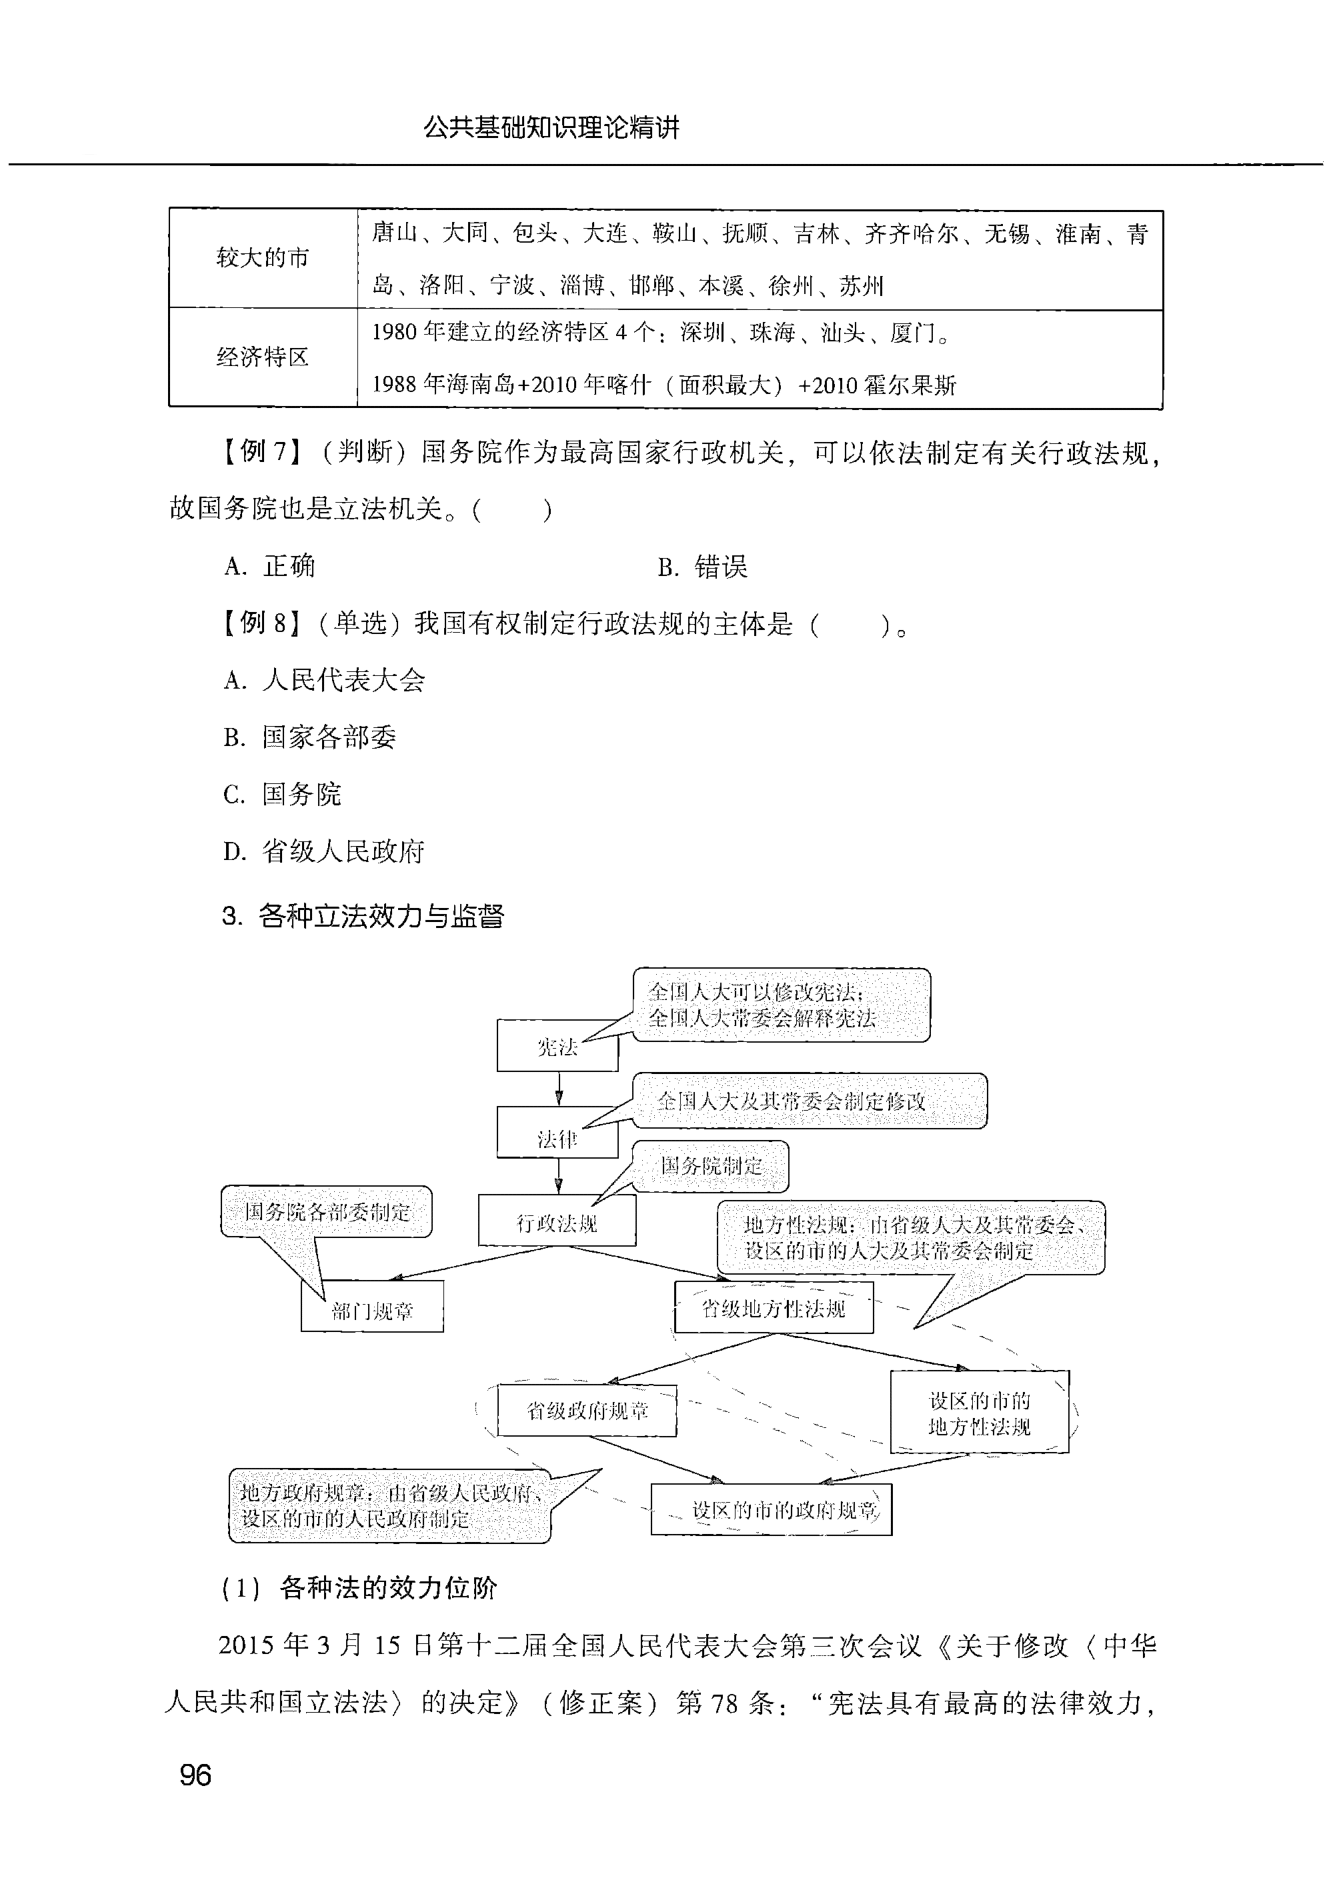 公共基础知识理论精讲
较大的市
唐山、大同、包头、大连、鞍山、抚顺、吉林、齐齐哈尔、无锡、淮南、青
岛、洛阳、宁波、淄博、邯郸、本溪、徐州、苏州
经济特区
1980 年建立的经济特区 4 个：深圳、珠海、汕头、厦门。
1988 年海南岛+2010 年喀什（面积最大）+2010 霍尔果斯
【例 7】（判断）国务院作为最高国家行政机关，可以依法制定有关行政法规，
故国务院也是立法机关。（　　）
A. 正确　　B. 错误
【例 8】（单选）我国有权制定行政法规的主体是（　　）。
A. 人民代表大会
B. 国家各部委
C. 国务院
D. 省级人民政府
3. 各种立法效力与监督
全国人大可以修改宪法；
全国人大常委会解释宪法
宪法
全国人大及其常委会制定修改
法律
国务院制定
国务院各部委制定
行政法规
地方性法规：由省级人大及其常委会、
设区的市的人大及其常委会制定
部门规章
省级地方性法规
省级政府规章
设区的市的
地方性法规
地方政府规章：由省级人民政府、
设区的市的人民政府制定
设区的市的政府规章
(1) 各种法的效力位阶
2015 年 3 月 15 日第十二届全国人民代表大会第三次会议《关于修改〈中华
人民共和国立法法〉的决定》（修正案）第 78 条：“宪法具有最高的法律效力，
96